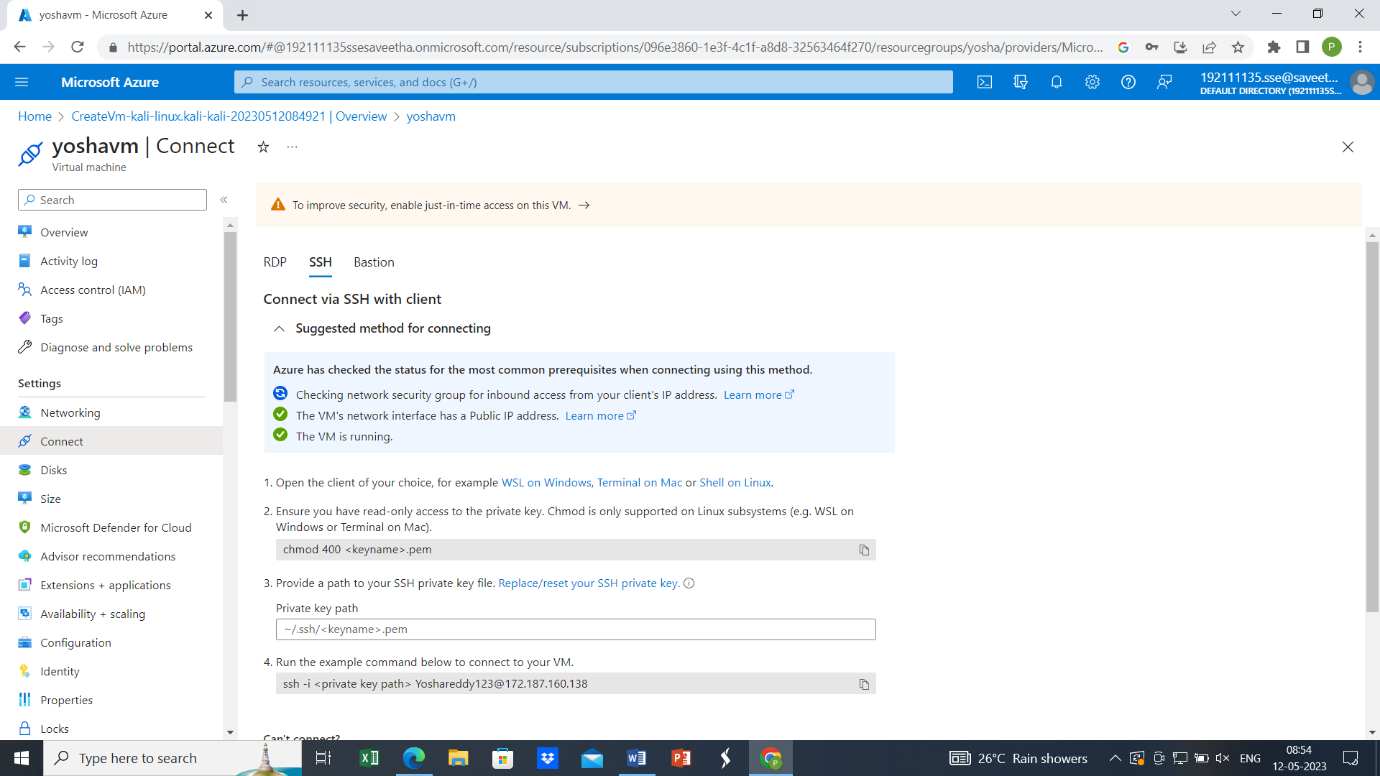 yoshavm - Microsoft Azure
https://portal.azure.com/#@192111135ssesaveetha.onmicrosoft.com/resource/subscriptions/096e3860-1e3f-4c1f-a8d8-32563464f270/resourcegroups/yosha/providers/Micro...
P
Microsoft Azure
Search resources, services, and docs (G+/)
192111135.sse@saveet...
DEFAULT DIRECTORY (192111135S...
Home > CreateVm-kali-linux.kali-kali-20230512084921 | Overview > yoshavm
yoshavm | Connect
Virtual machine
Search
Overview
Activity log
Access control (IAM)
Tags
Diagnose and solve problems
Settings
Networking
Connect
Disks
Size
Microsoft Defender for Cloud
Advisor recommendations
Extensions + applications
Availability + scaling
Configuration
Identity
Properties
Locks
To improve security, enable just-in-time access on this VM. →
RDP SSH Bastion
Connect via SSH with client
Suggested method for connecting
Azure has checked the status for the most common prerequisites when connecting using this method.
Checking network security group for inbound access from your client's IP address. Learn more
The VM's network interface has a Public IP address. Learn more
The VM is running.
1. Open the client of your choice, for example WSL on Windows, Terminal on Mac or Shell on Linux.
2. Ensure you have read-only access to the private key. Chmod is only supported on Linux subsystems (e.g. WSL on
Windows or Terminal on Mac).
chmod 400 <keyname>.pem
3. Provide a path to your SSH private key file. Replace/reset your SSH private key.
Private key path
~/.ssh/<keyname>.pem
4. Run the example command below to connect to your VM.
ssh -i <private key path> Yoshareddy123@172.187.160.138
Can't connect?
Type here to search
26°C Rain showers
ENG
08:54
12-05-2023